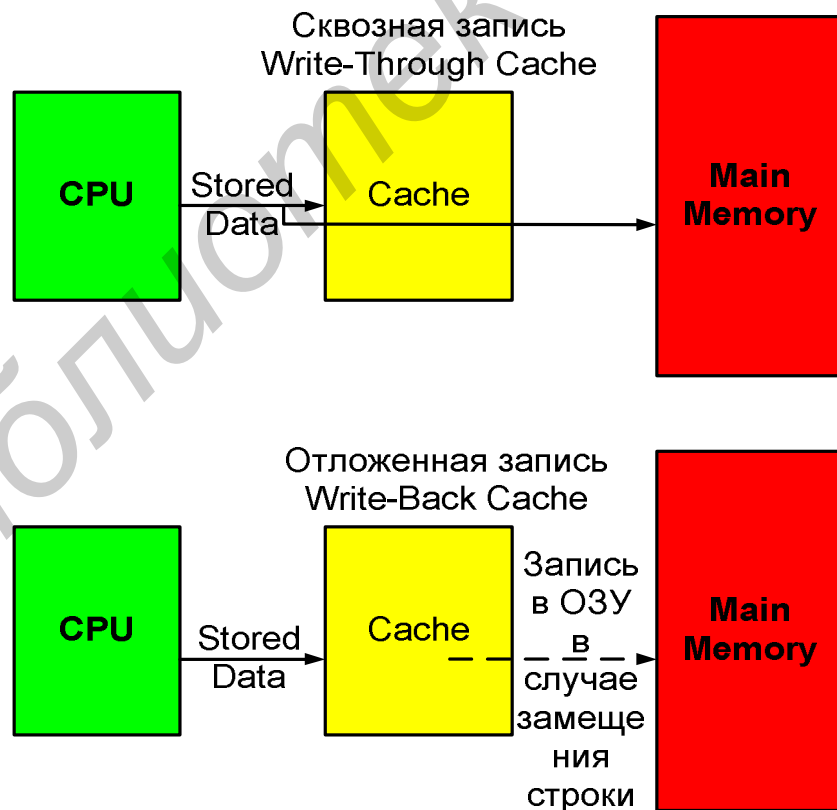 Сквозная запись
Write-Through Cache
CPU
Stored
Data
Cache
Main
Memory
Отложенная запись
Write-Back Cache
CPU
Stored
Data
Cache
Запись
в ОЗУ
в
случае
замеще
ния
строки
Main
Memory